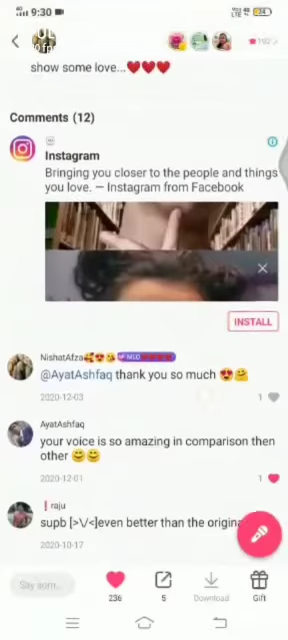 9:30
show some love...❤❤❤
Comments (12)
Instagram
Bringing you closer to the people and things
you love. — Instagram from Facebook
INSTALL
NishatAfza🥰😍😘
@AyatAshfaq thank you so much 😍🤗
2020-12-03 1
AyatAshfaq
your voice is so amazing in comparison then
other 😄😄
2020-12-01 1
❗raju
supb [>\/<]even better than the origina
2020-10-17
Say som...
236 5 Download Gift